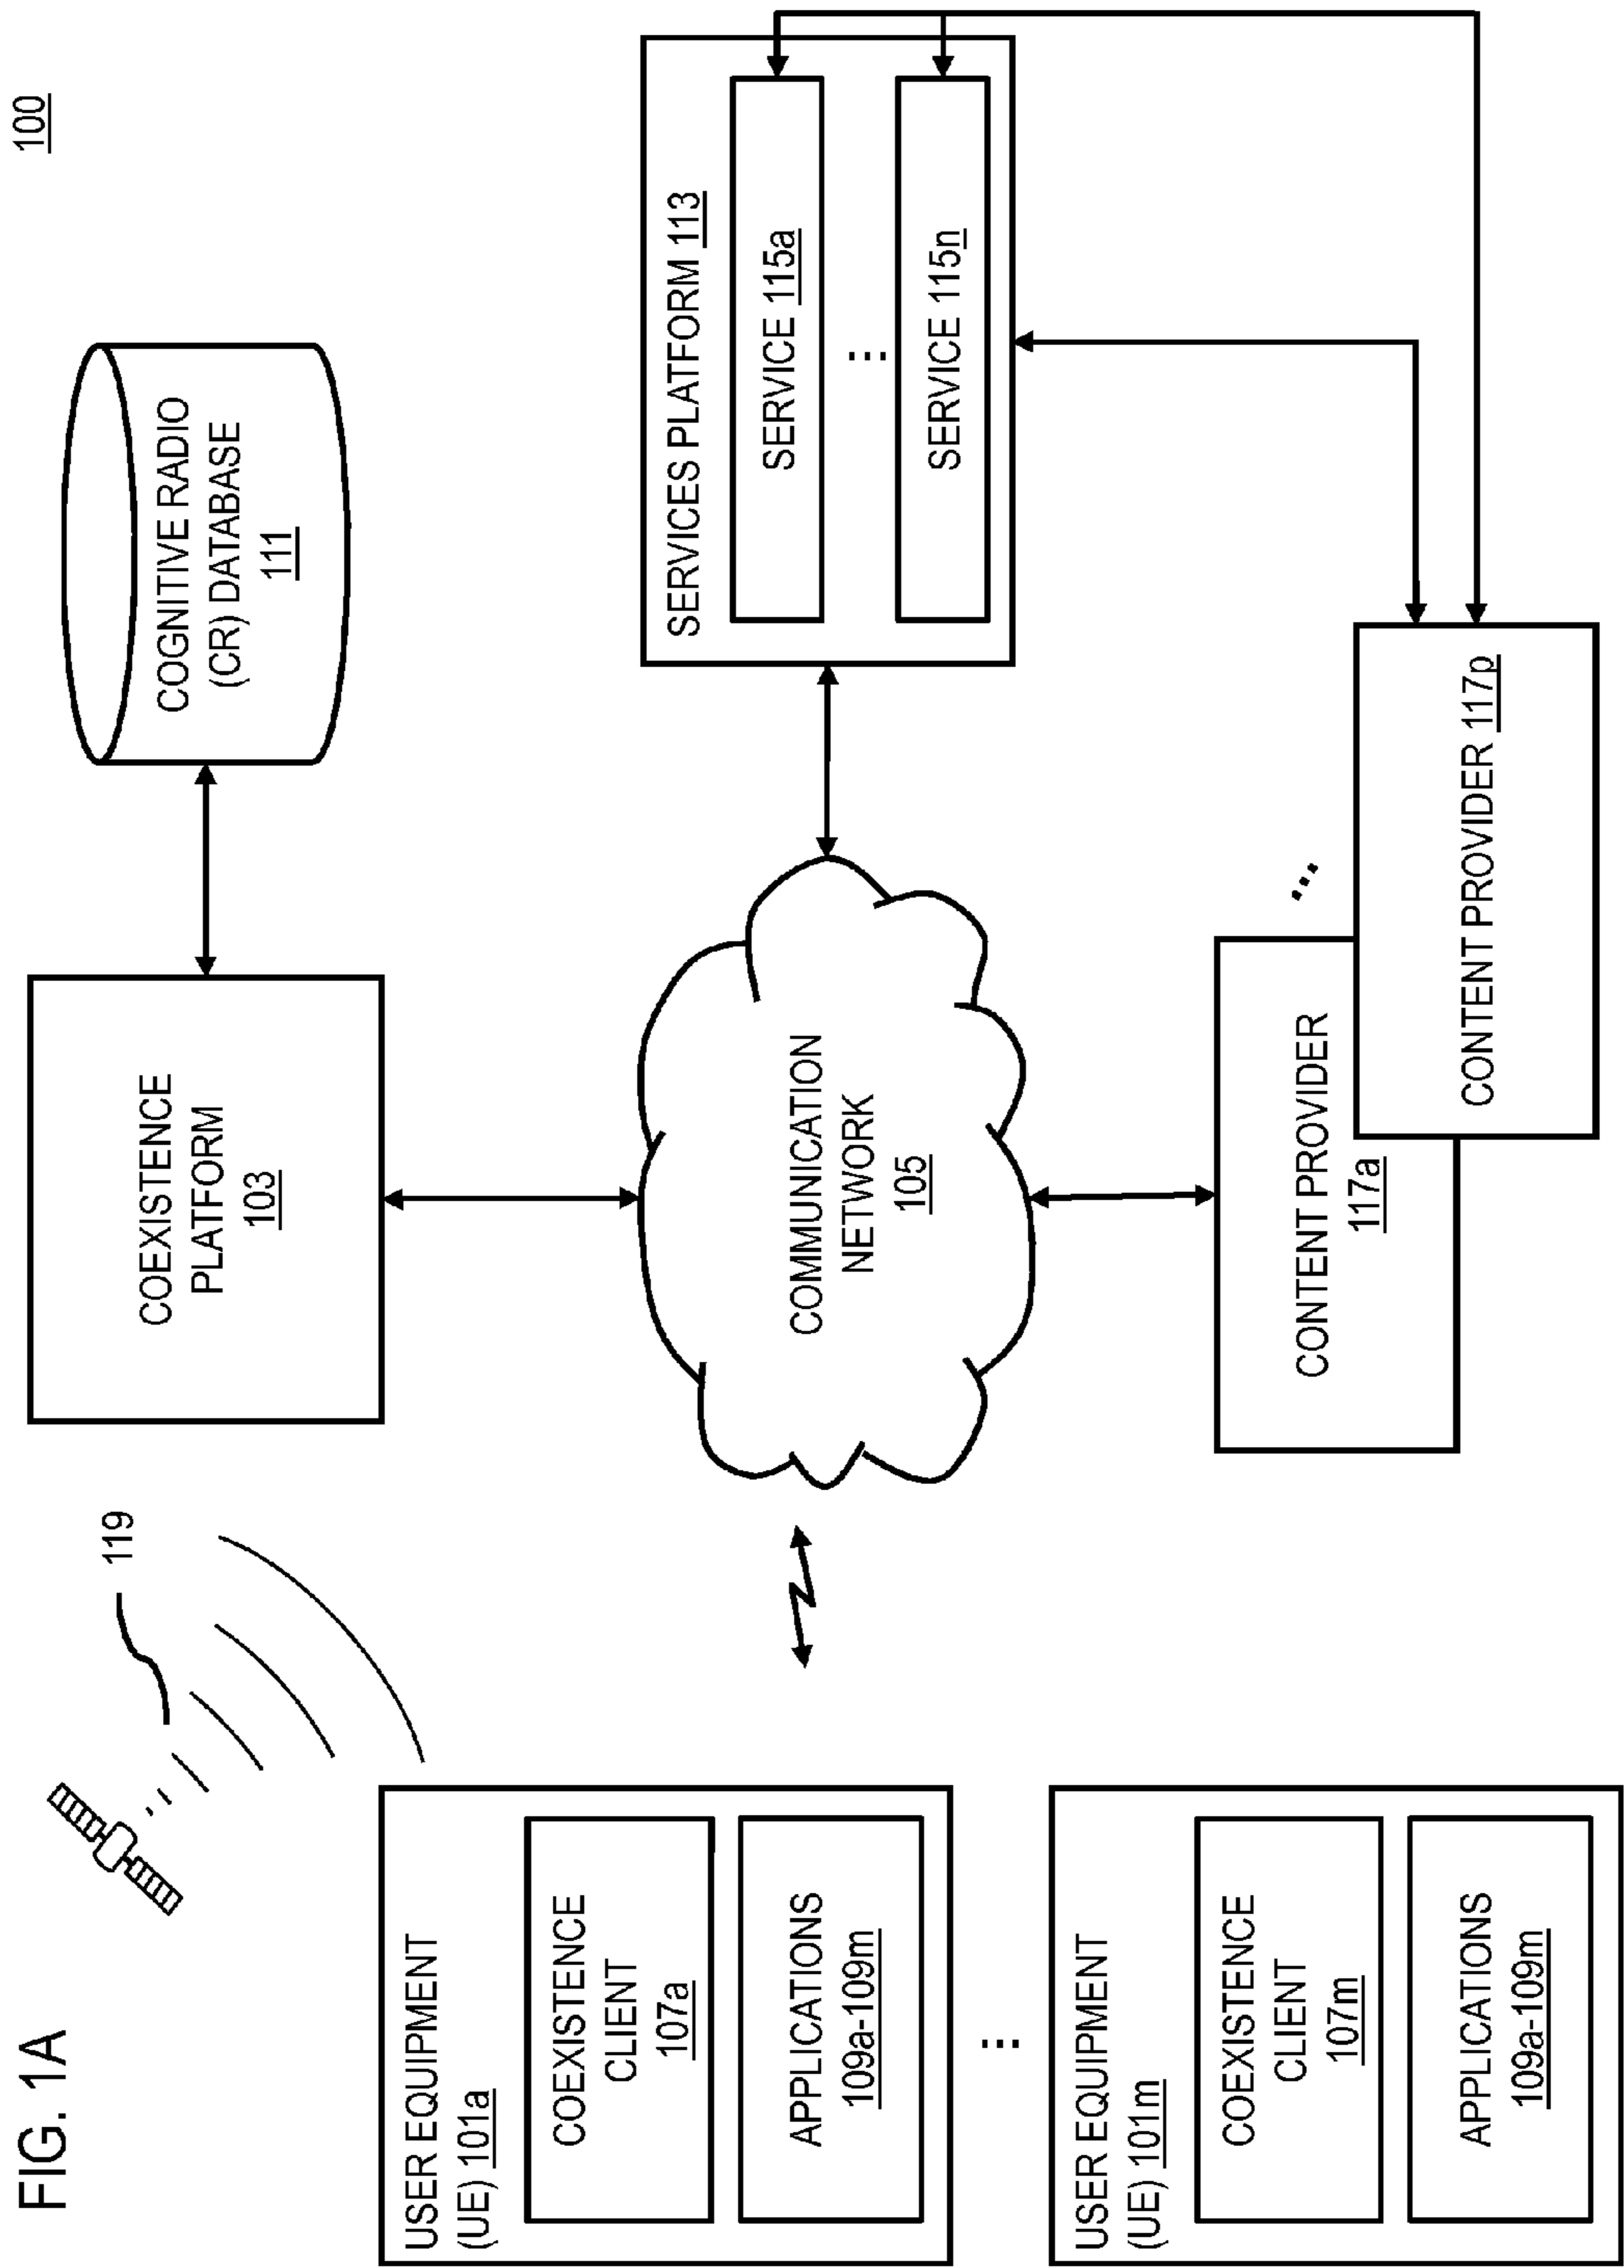 FIG. 1A
100
119
COEXISTENCE
PLATFORM
103
COGNITIVE RADIO
(CR) DATABASE
111
USER EQUIPMENT
(UE) 101a
COEXISTENCE
CLIENT
107a
APPLICATIONS
109a-109m
...
USER EQUIPMENT
(UE) 101m
COEXISTENCE
CLIENT
107m
APPLICATIONS
109a-109m
COMMUNICATION
NETWORK
105
SERVICES PLATFORM 113
SERVICE 115a
...
SERVICE 115n
CONTENT PROVIDER
117a
...
CONTENT PROVIDER 117p